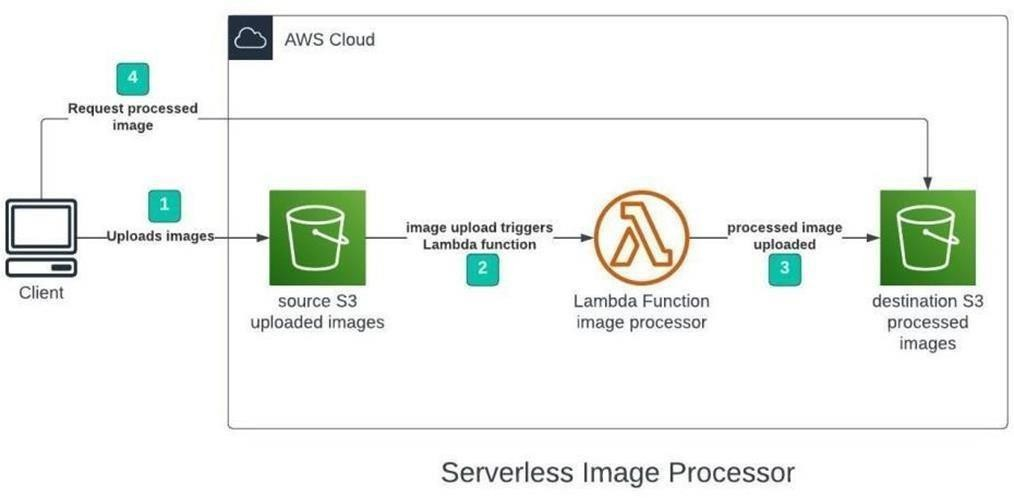 AWS Cloud
4
Request processed
image
1
Uploads images
image upload triggers
Lambda function
2
processed image
uploaded
3
Client
source S3
uploaded images
Lambda Function
image processor
destination S3
processed
images
Serverless Image Processor